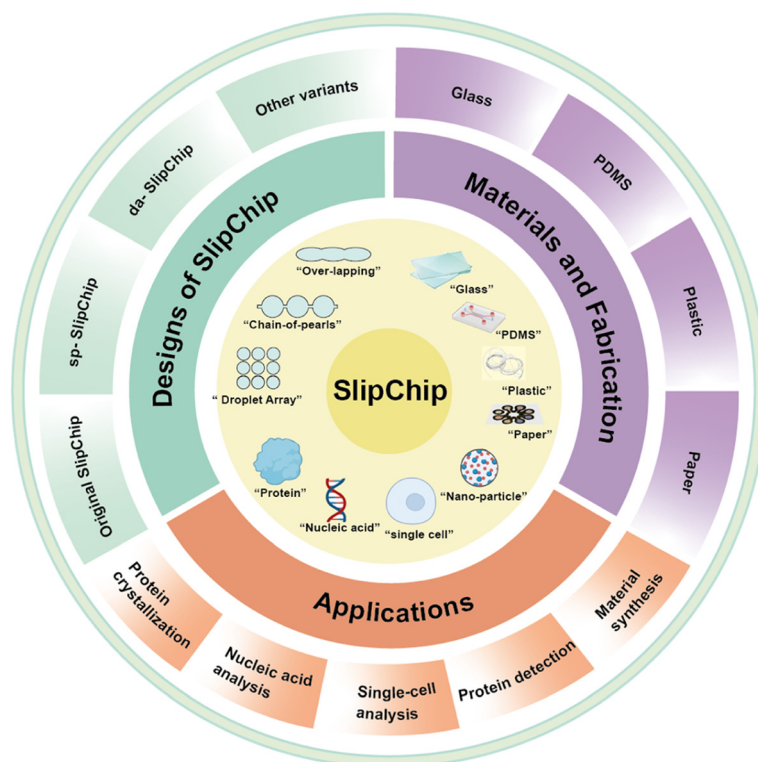 Other variants
Glass
da- SlipChip
PDMS
sp- SlipChip
Plastic
Original SlipChip
Paper
Designs of SlipChip
Materials and Fabrication
“Over-lapping”
“Glass”
“Chain-of-pearls”
“PDMS”
“ Droplet Array”
“Plastic”
“Paper”
SlipChip
“Protein”
“Nucleic acid”
“single cell”
“Nano-particle”
Applications
Protein
crystallization
Nucleic acid
analysis
Single-cell
analysis
Protein detection
Material
synthesis